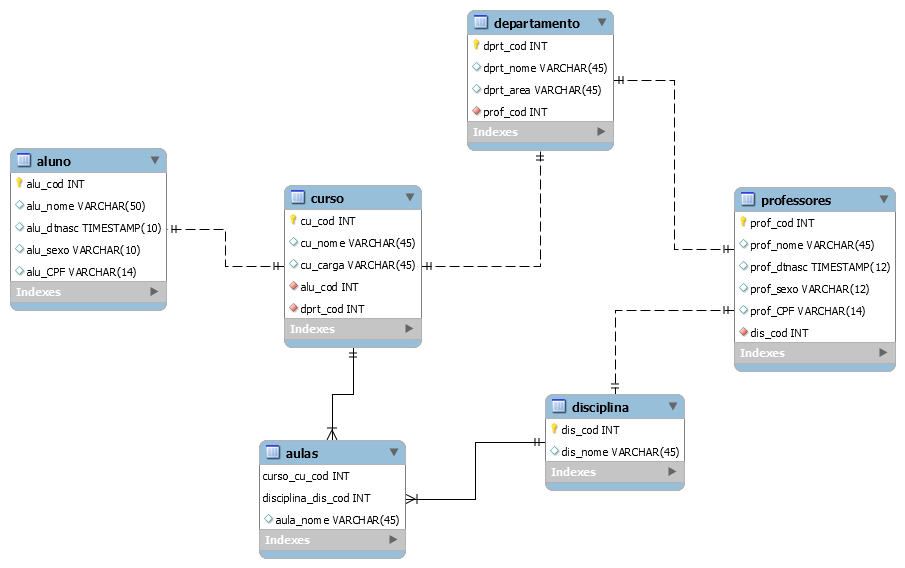 departamento
dprt_cod INT
dprt_nome VARCHAR(45)
dprt_area VARCHAR(45)
prof_cod INT
Indexes
aluno
alu_cod INT
alu_nome VARCHAR(50)
alu_dtnasc TIMESTAMP(10)
alu_sexo VARCHAR(10)
alu_CPF VARCHAR(14)
Indexes
curso
cu_cod INT
cu_nome VARCHAR(45)
cu_carga VARCHAR(45)
alu_cod INT
dprt_cod INT
Indexes
professores
prof_cod INT
prof_nome VARCHAR(45)
prof_dtnasc TIMESTAMP(12)
prof_sexo VARCHAR(12)
prof_CPF VARCHAR(14)
dis_cod INT
Indexes
disciplina
dis_cod INT
dis_nome VARCHAR(45)
Indexes
aulas
curso_cu_cod INT
disciplina_dis_cod INT
aula_nome VARCHAR(45)
Indexes